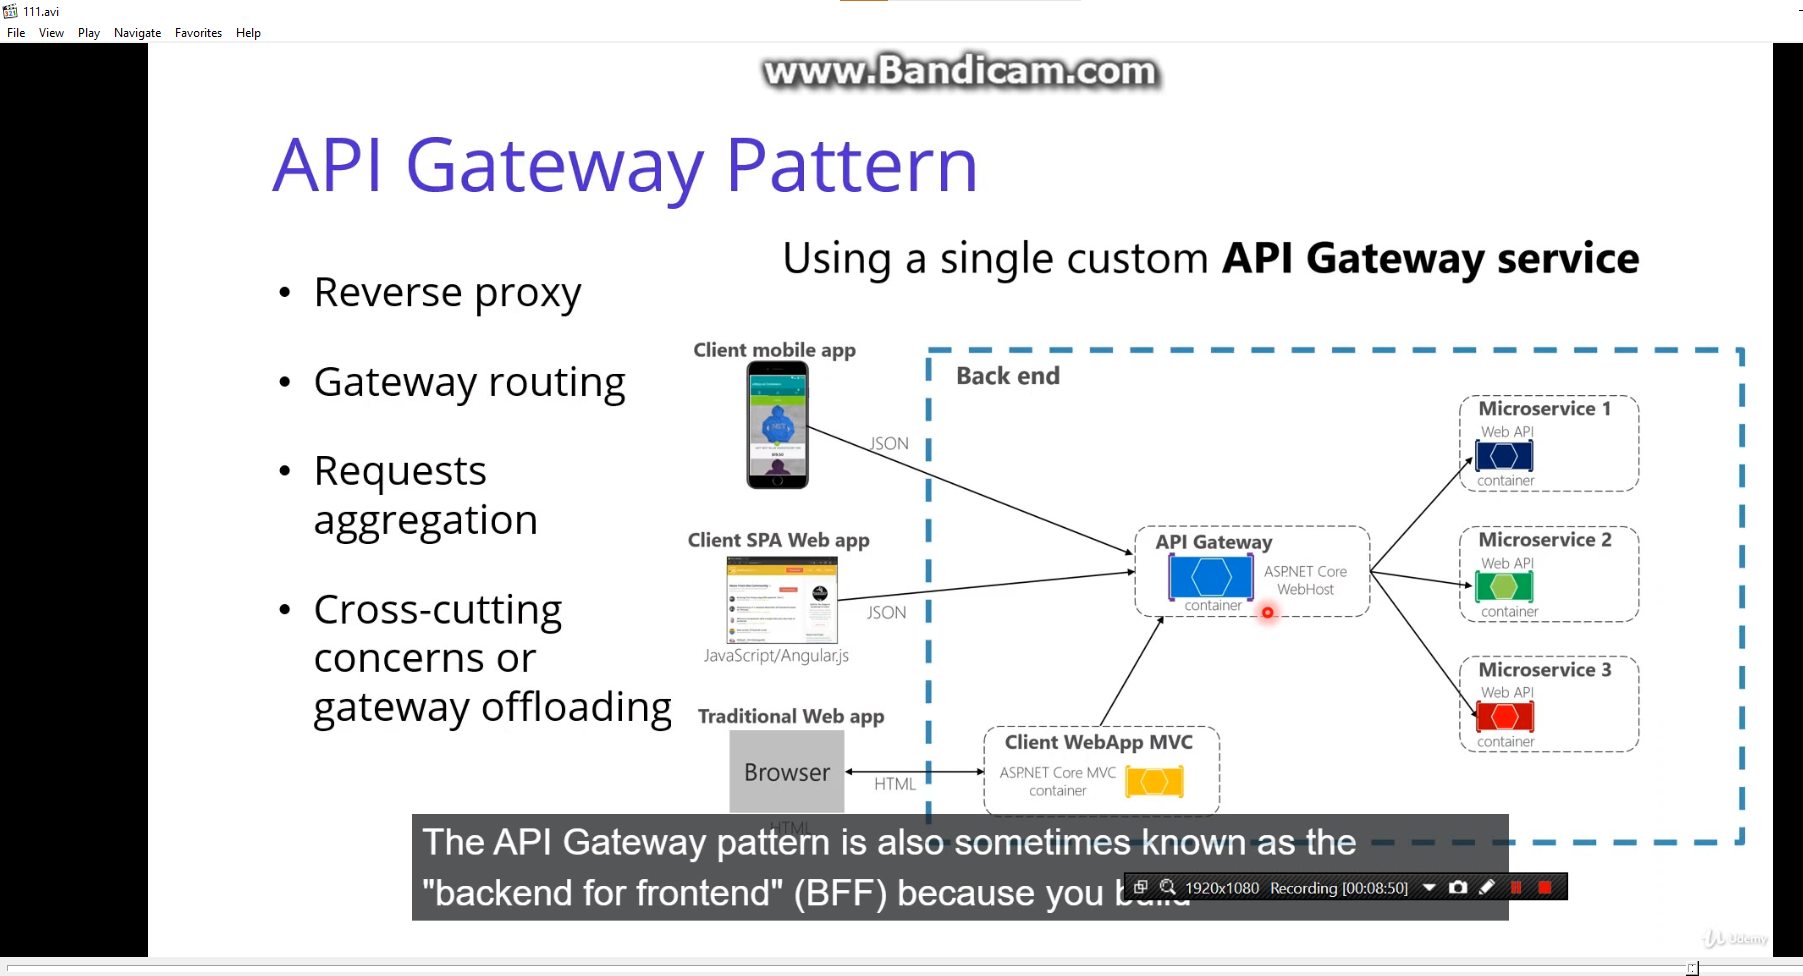 111.avi
File View Play Navigate Favorites Help
www.Bandicam.com
API Gateway Pattern
Using a single custom API Gateway service
• Reverse proxy
• Gateway routing
• Requests
aggregation
• Cross-cutting
concerns or
gateway offloading
Client mobile app
JSON
Client SPA Web app
JSON
JavaScript/Angular.js
Traditional Web app
Browser
HTML
HTML
Back end
API Gateway
ASP.NET Core
WebHost
container
Client WebApp MVC
ASP.NET Core MVC
container
Microservice 1
Web API
container
Microservice 2
Web API
container
Microservice 3
Web API
container
The API Gateway pattern is also sometimes known as the
"backend for frontend" (BFF) because you build
1920x1080 Recording [00:08:50]
Udemy